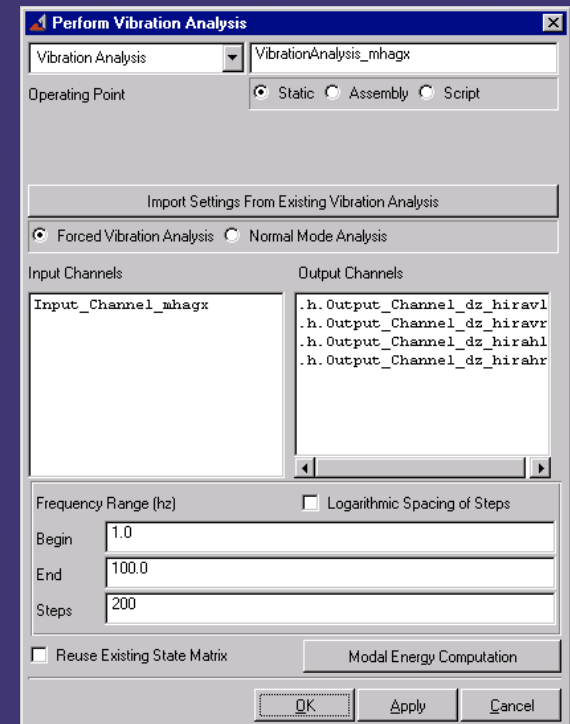 Perform Vibration Analysis
Vibration Analysis VibrationAnalysis_mhagx
Operating Point Static Assembly Script
Import Settings From Existing Vibration Analysis
Forced Vibration Analysis Normal Mode Analysis
Input Channels Output Channels
Input_Channel_mhagx .h.Output_Channel_dz_hiravl
.h.Output_Channel_dz_hiravr
.h.Output_Channel_dz_hirahl
.h.Output_Channel_dz_hirahr
Frequency Range (hz) Logarithmic Spacing of Steps
Begin 1.0
End 100.0
Steps 200
Reuse Existing State Matrix Modal Energy Computation
OK Apply Cancel